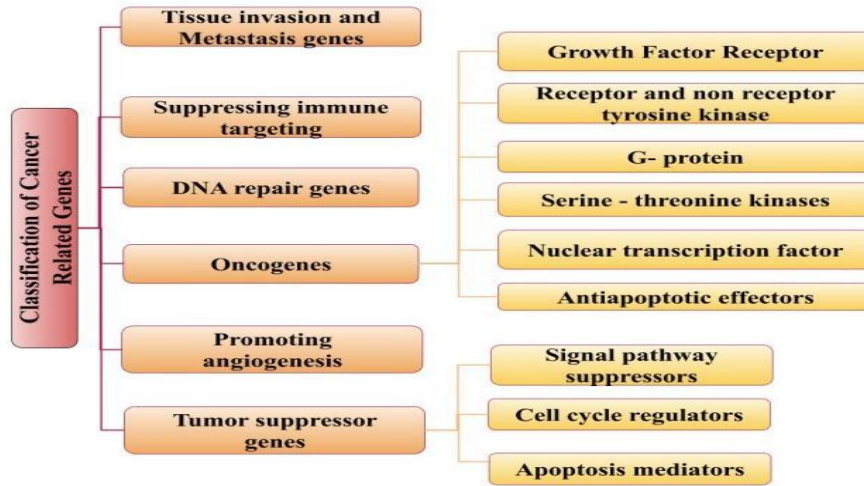 Classification of Cancer
Related Genes
Tissue invasion and
Metastasis genes
Suppressing immune
targeting
DNA repair genes
Oncogenes
Promoting
angiogenesis
Tumor suppressor
genes
Growth Factor Receptor
Receptor and non receptor
tyrosine kinase
G- protein
Serine - threonine kinases
Nuclear transcription factor
Antiapoptotic effectors
Signal pathway
suppressors
Cell cycle regulators
Apoptosis mediators